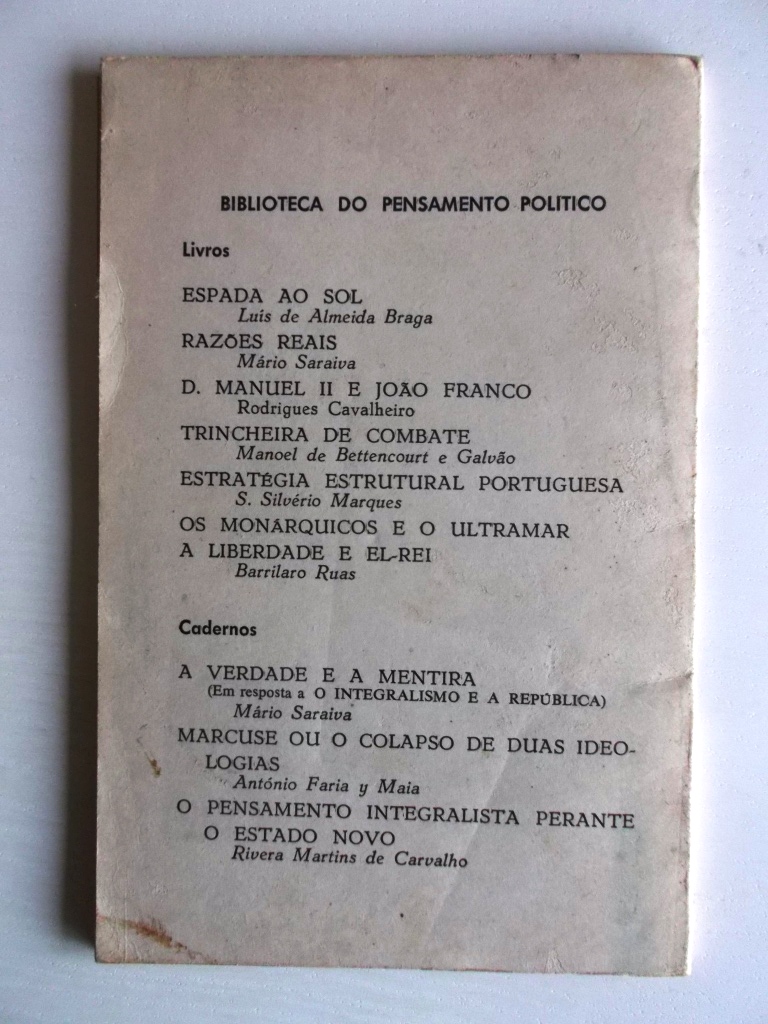 BIBLIOTECA DO PENSAMENTO POLITICO
Livros
ESPADA AO SOL
Luís de Almeida Braga
RAZÕES REAIS
Mário Saraiva
D. MANUEL II E JOÃO FRANCO
Rodrigues Cavalheiro
TRINCHEIRA DE COMBATE
Manoel de Bettencourt e Galvão
ESTRATÉGIA ESTRUTURAL PORTUGUESA
S. Silvério Marques
OS MONÁRQUICOS E O ULTRAMAR
A LIBERDADE E EL-REI
Barrilaro Ruas
Cadernos
A VERDADE E A MENTIRA
(Em resposta a O INTEGRALISMO E A REPÚBLICA)
Mário Saraiva
MARCUSE OU O COLAPSO DE DUAS IDEO-
LOGIAS
António Faria y Maia
O PENSAMENTO INTEGRALISTA PERANTE
O ESTADO NOVO
Rivera Martins de Carvalho